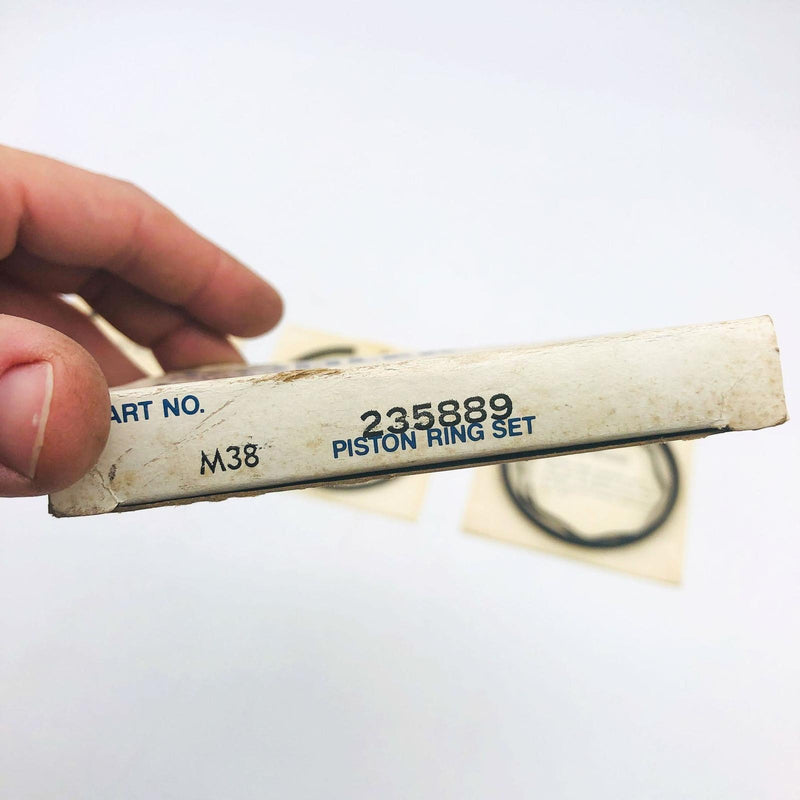 ART NO.
235889
M38
PISTON RING SET